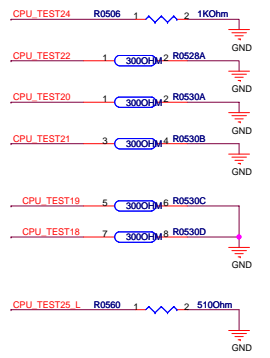 CPU_TEST24 R0506 1 2 1KOhm
GND
CPU_TEST22 1 300OHM 2 R0528A
GND
CPU_TEST20 1 300OHM 2 R0530A
GND
CPU_TEST21 3 300OHM 4 R0530B
GND
CPU_TEST19 5 300OHM 6 R0530C
CPU_TEST18 7 300OHM 8 R0530D
GND
CPU_TEST25_L R0560 1 2 510Ohm
GND